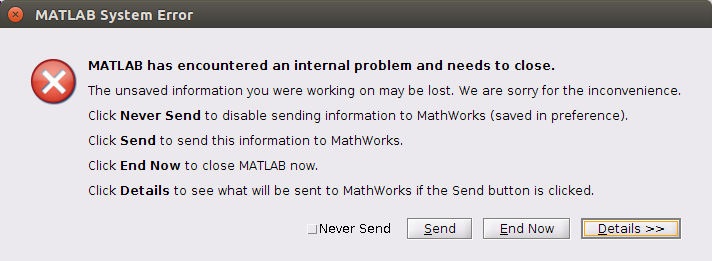 MATLAB System Error
MATLAB has encountered an internal problem and needs to close.
The unsaved information you were working on may be lost. We are sorry for the inconvenience.
Click Never Send to disable sending information to MathWorks (saved in preference).
Click Send to send this information to MathWorks.
Click End Now to close MATLAB now.
Click Details to see what will be sent to MathWorks if the Send button is clicked.
Never Send Send End Now Details >>